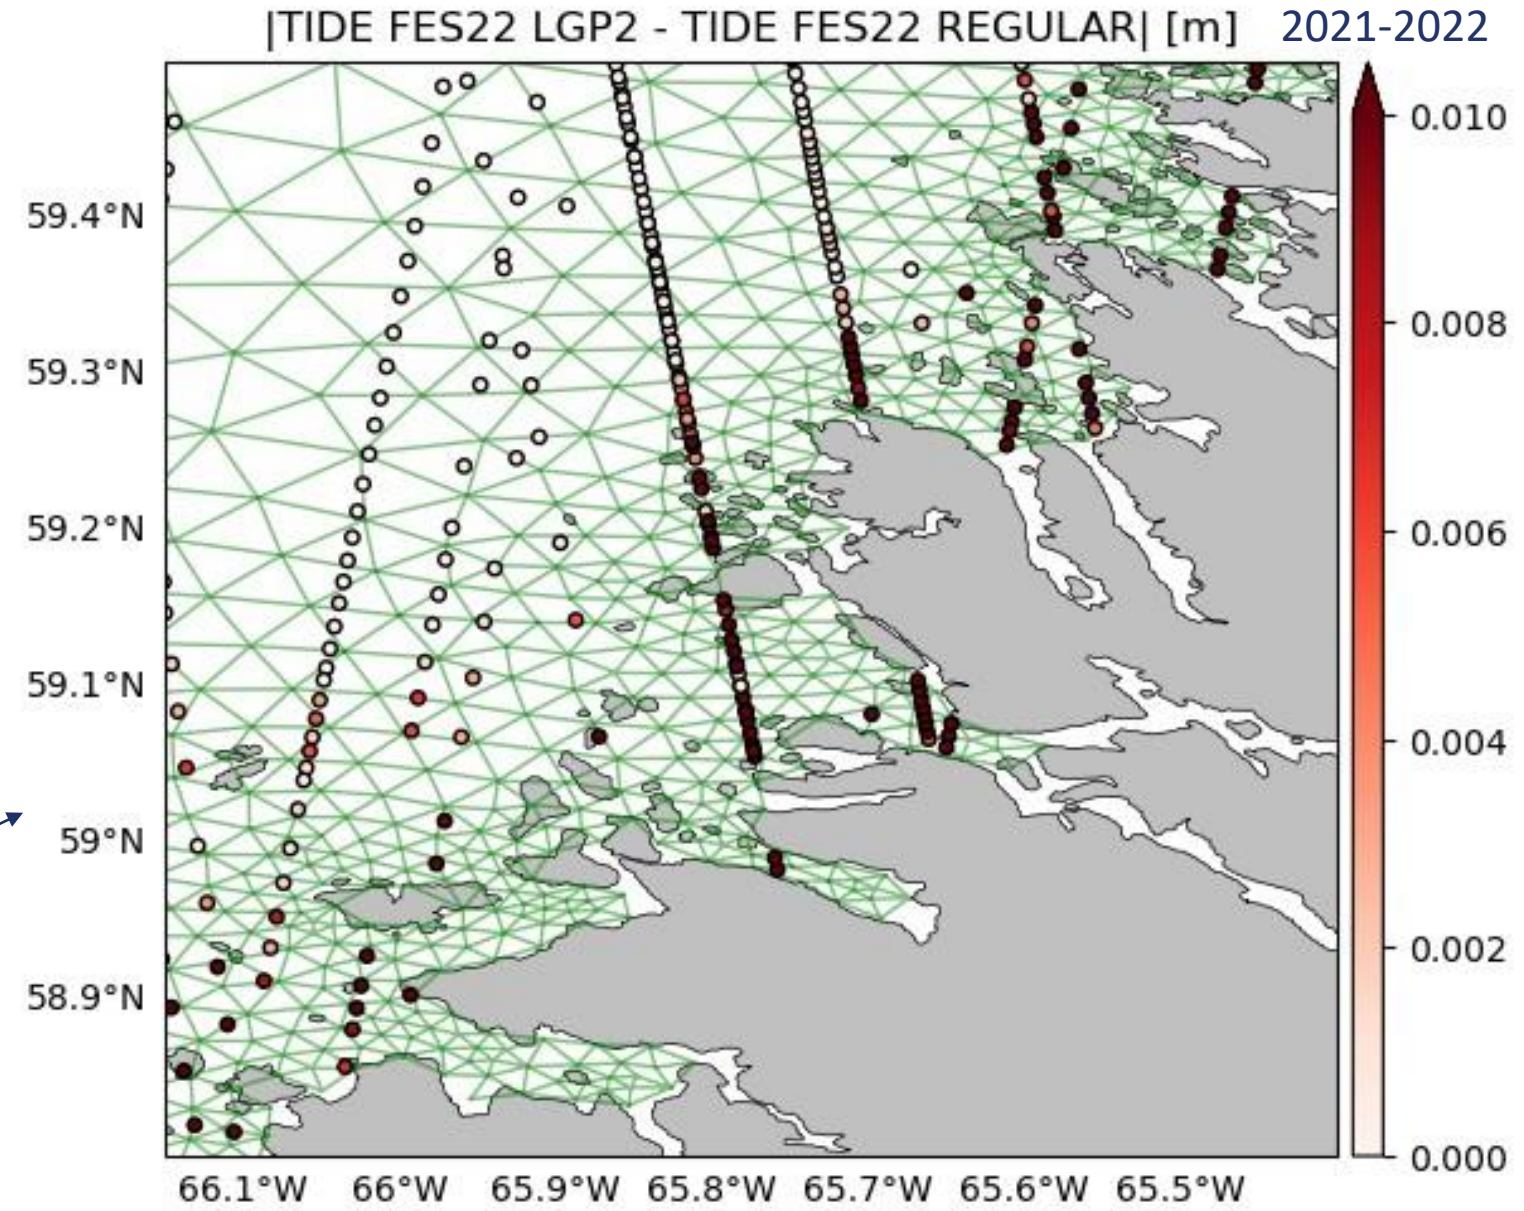 |TIDE FES22 LGP2 - TIDE FES22 REGULAR| [m] 2021-2022
59.4°N
59.3°N
59.2°N
59.1°N
59°N
58.9°N
66.1°W 66°W 65.9°W 65.8°W 65.7°W 65.6°W 65.5°W
0.010
0.008
0.006
0.004
0.002
0.000